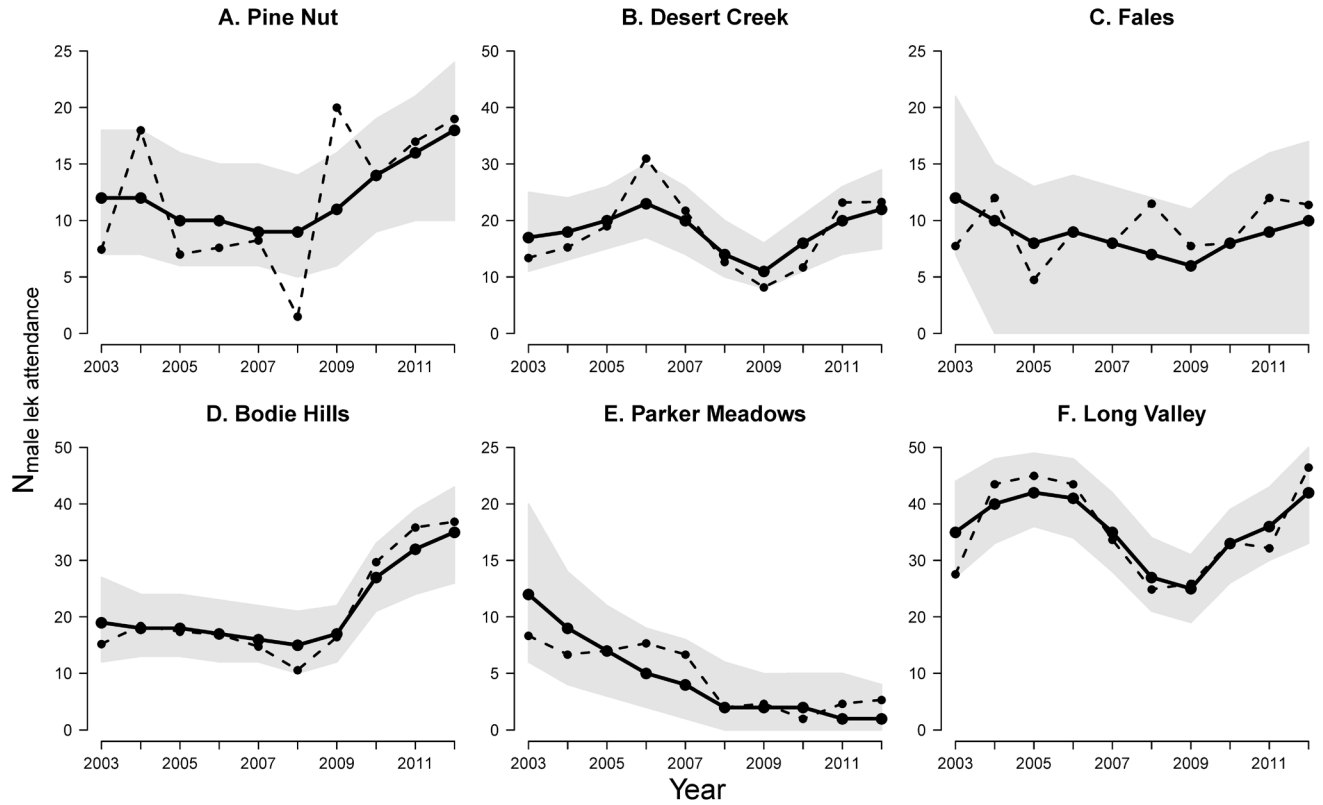 A. Pine Nut
B. Desert Creek
C. Fales
25
20
15
10
5
0
50
40
30
20
10
0
25
20
15
10
5
0
2003 2005 2007 2009 2011
2003 2005 2007 2009 2011
2003 2005 2007 2009 2011
N male lek attendance
D. Bodie Hills
E. Parker Meadows
F. Long Valley
50
40
30
20
10
0
25
20
15
10
5
0
50
40
30
20
10
0
2003 2005 2007 2009 2011
2003 2005 2007 2009 2011
2003 2005 2007 2009 2011
Year